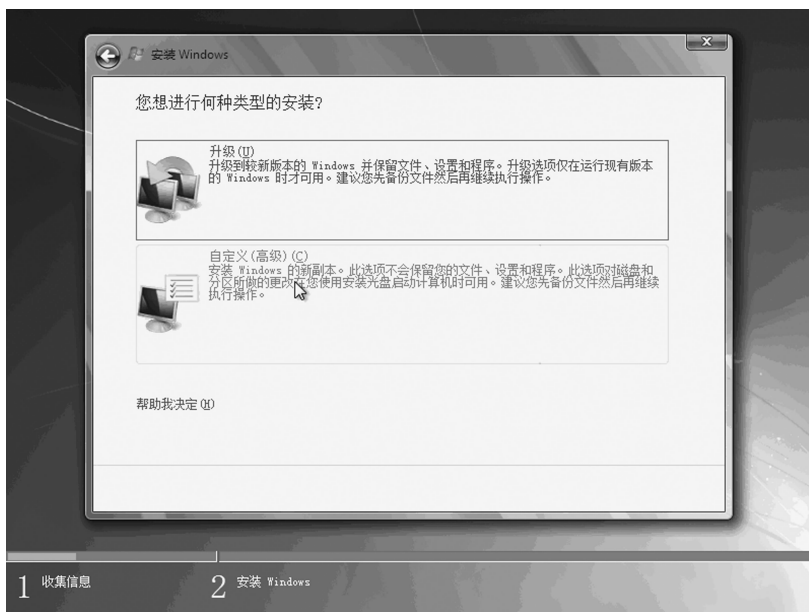 安装 Windows
您想进行何种类型的安装?
升级(U)
升级到较新版本的 Windows 并保留文件、设置和程序。升级选项仅在运行现有版本
的 Windows 时才可用。建议您先备份文件然后再继续执行操作。
自定义(高级)(C)
安装 Windows 的新副本。此选项不会保留您的文件、设置和程序。此选项对磁盘和
分区所做的更改在您使用安装光盘启动计算机时可用。建议您先备份文件然后再继续
执行操作。
帮助我决定(H)
1 收集信息
2 安装 Windows